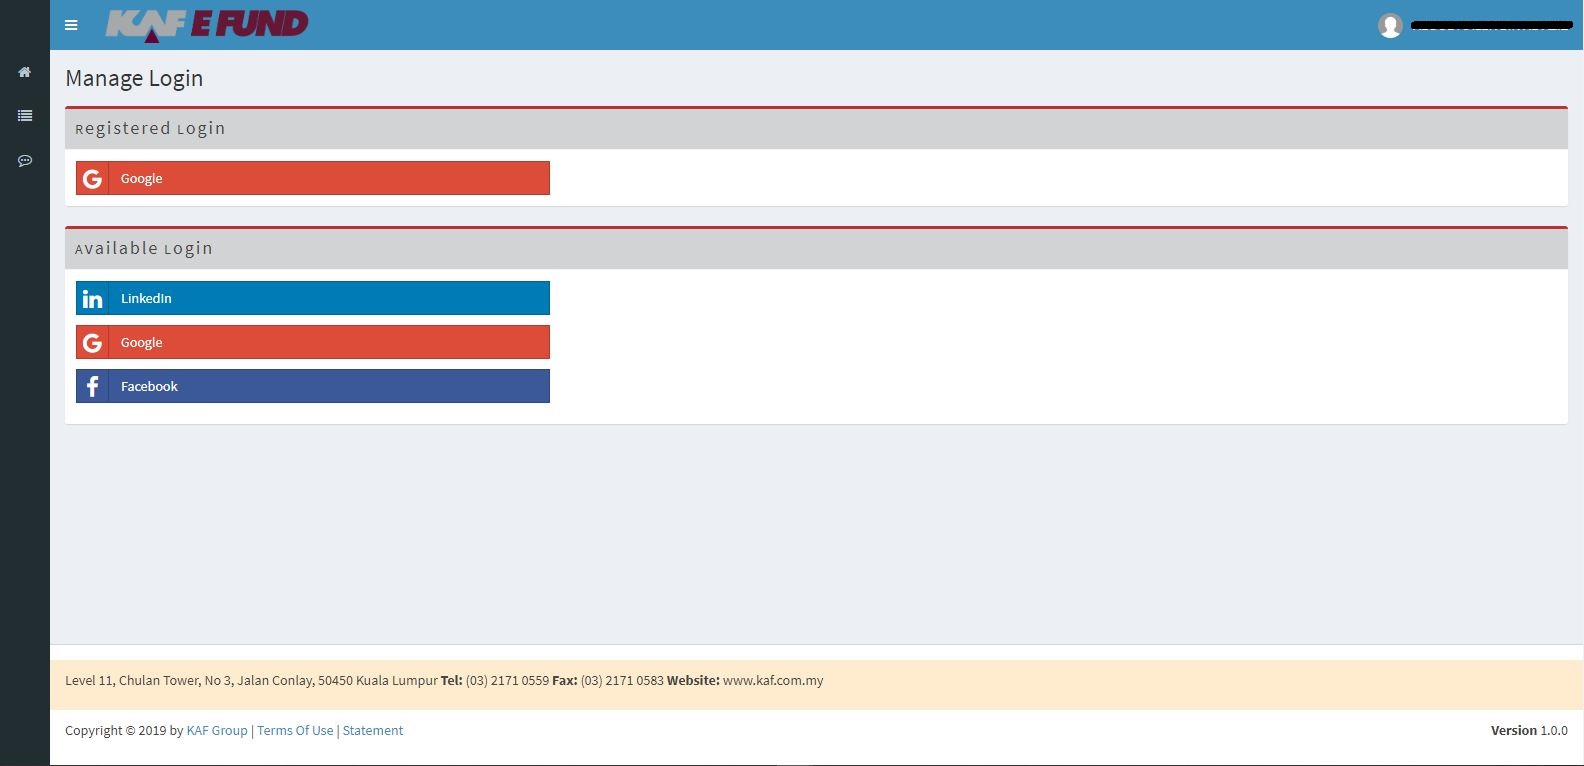 KAF E FUND
Manage Login
Registered Login
Google
Available Login
LinkedIn
Google
Facebook
Level 11, Chulan Tower, No 3, Jalan Conlay, 50450 Kuala Lumpur Tel: (03) 2171 0559 Fax: (03) 2171 0583 Website: www.kaf.com.my
Copyright © 2019 by KAF Group | Terms Of Use | Statement
Version 1.0.0